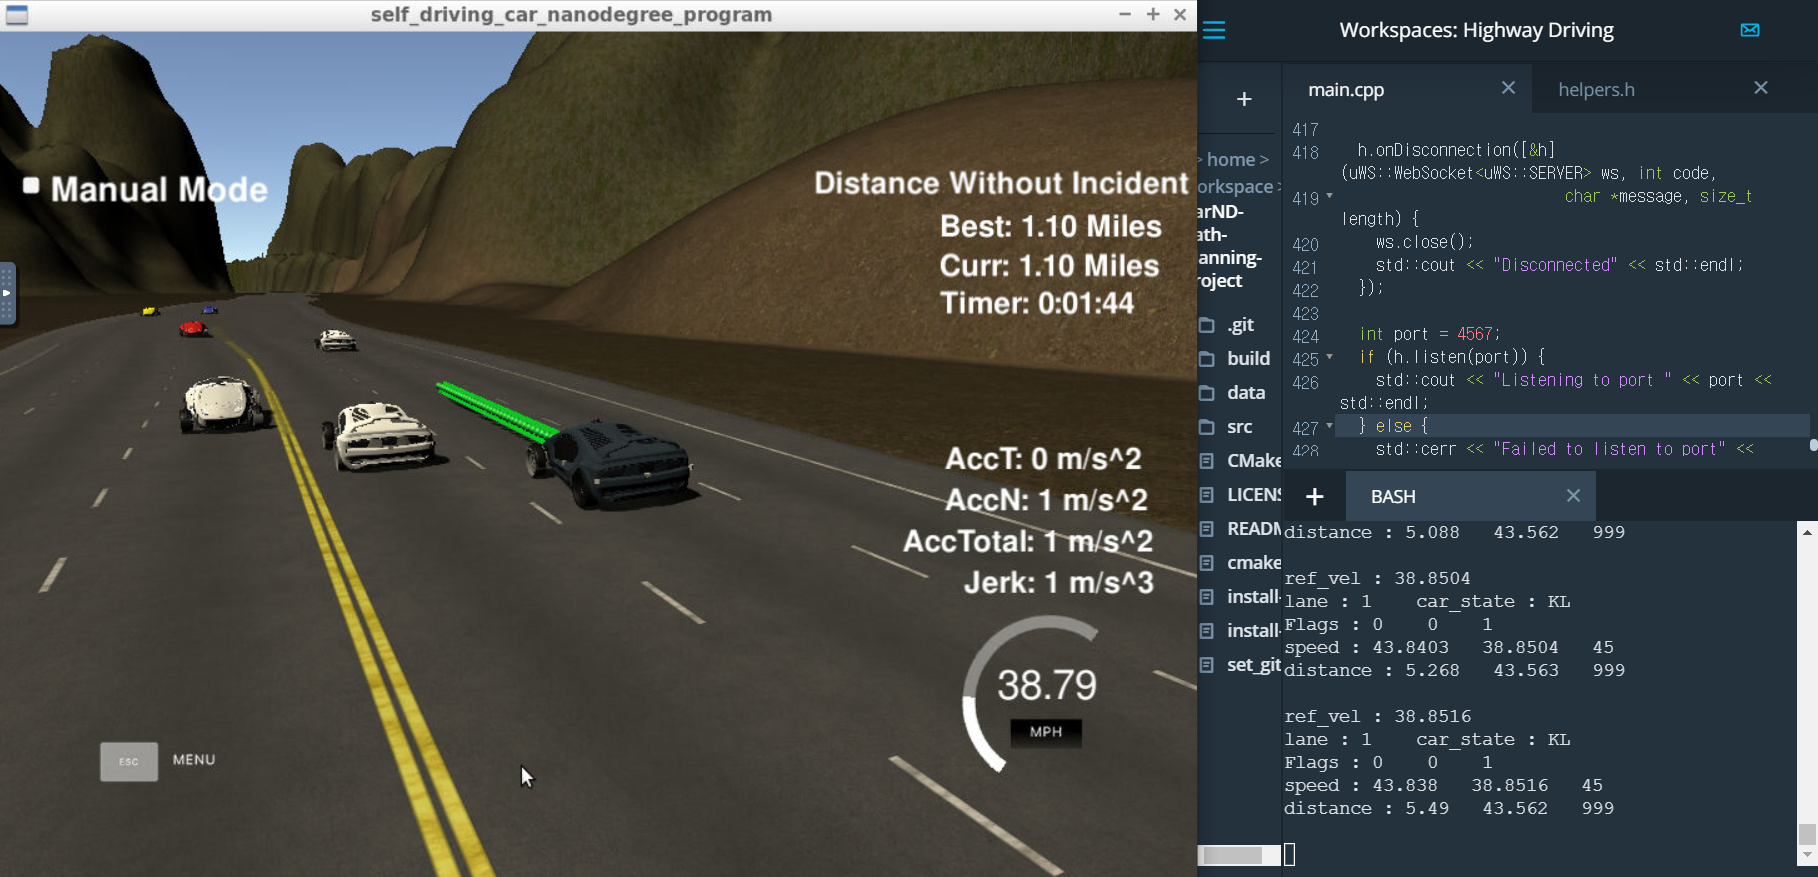 self_driving_car_nanodegree_program
Manual Mode
Distance Without Incident
Best: 1.10 Miles
Curr: 1.10 Miles
Timer: 0:01:44
AccT: 0 m/s^2
AccN: 1 m/s^2
AccTotal: 1 m/s^2
Jerk: 1 m/s^3
38.79
MPH
ESC MENU
Workspaces: Highway Driving
> home >
orkspace >
arND-
ath-
anning-
roject
.git
build
data
src
CMake
LICENS
READM
cmake
install-
install-
set_git
main.cpp
helpers.h
417
418 h.onDisconnection([&h]
(uWS::WebSocket<uWS::SERVER> ws, int code,
419 char *message, size_t
length) {
420 ws.close();
421 std::cout << "Disconnected" << std::endl;
422 });
423
424 int port = 4567;
425 if (h.listen(port)) {
426 std::cout << "Listening to port " << port <<
std::endl;
427 } else {
428 std::cerr << "Failed to listen to port" <<
BASH
distance : 5.088 43.562 999
ref_vel : 38.8504
lane : 1 car_state : KL
Flags : 0 0 1
speed : 43.8403 38.8504 45
distance : 5.268 43.563 999
ref_vel : 38.8516
lane : 1 car_state : KL
Flags : 0 0 1
speed : 43.838 38.8516 45
distance : 5.49 43.562 999